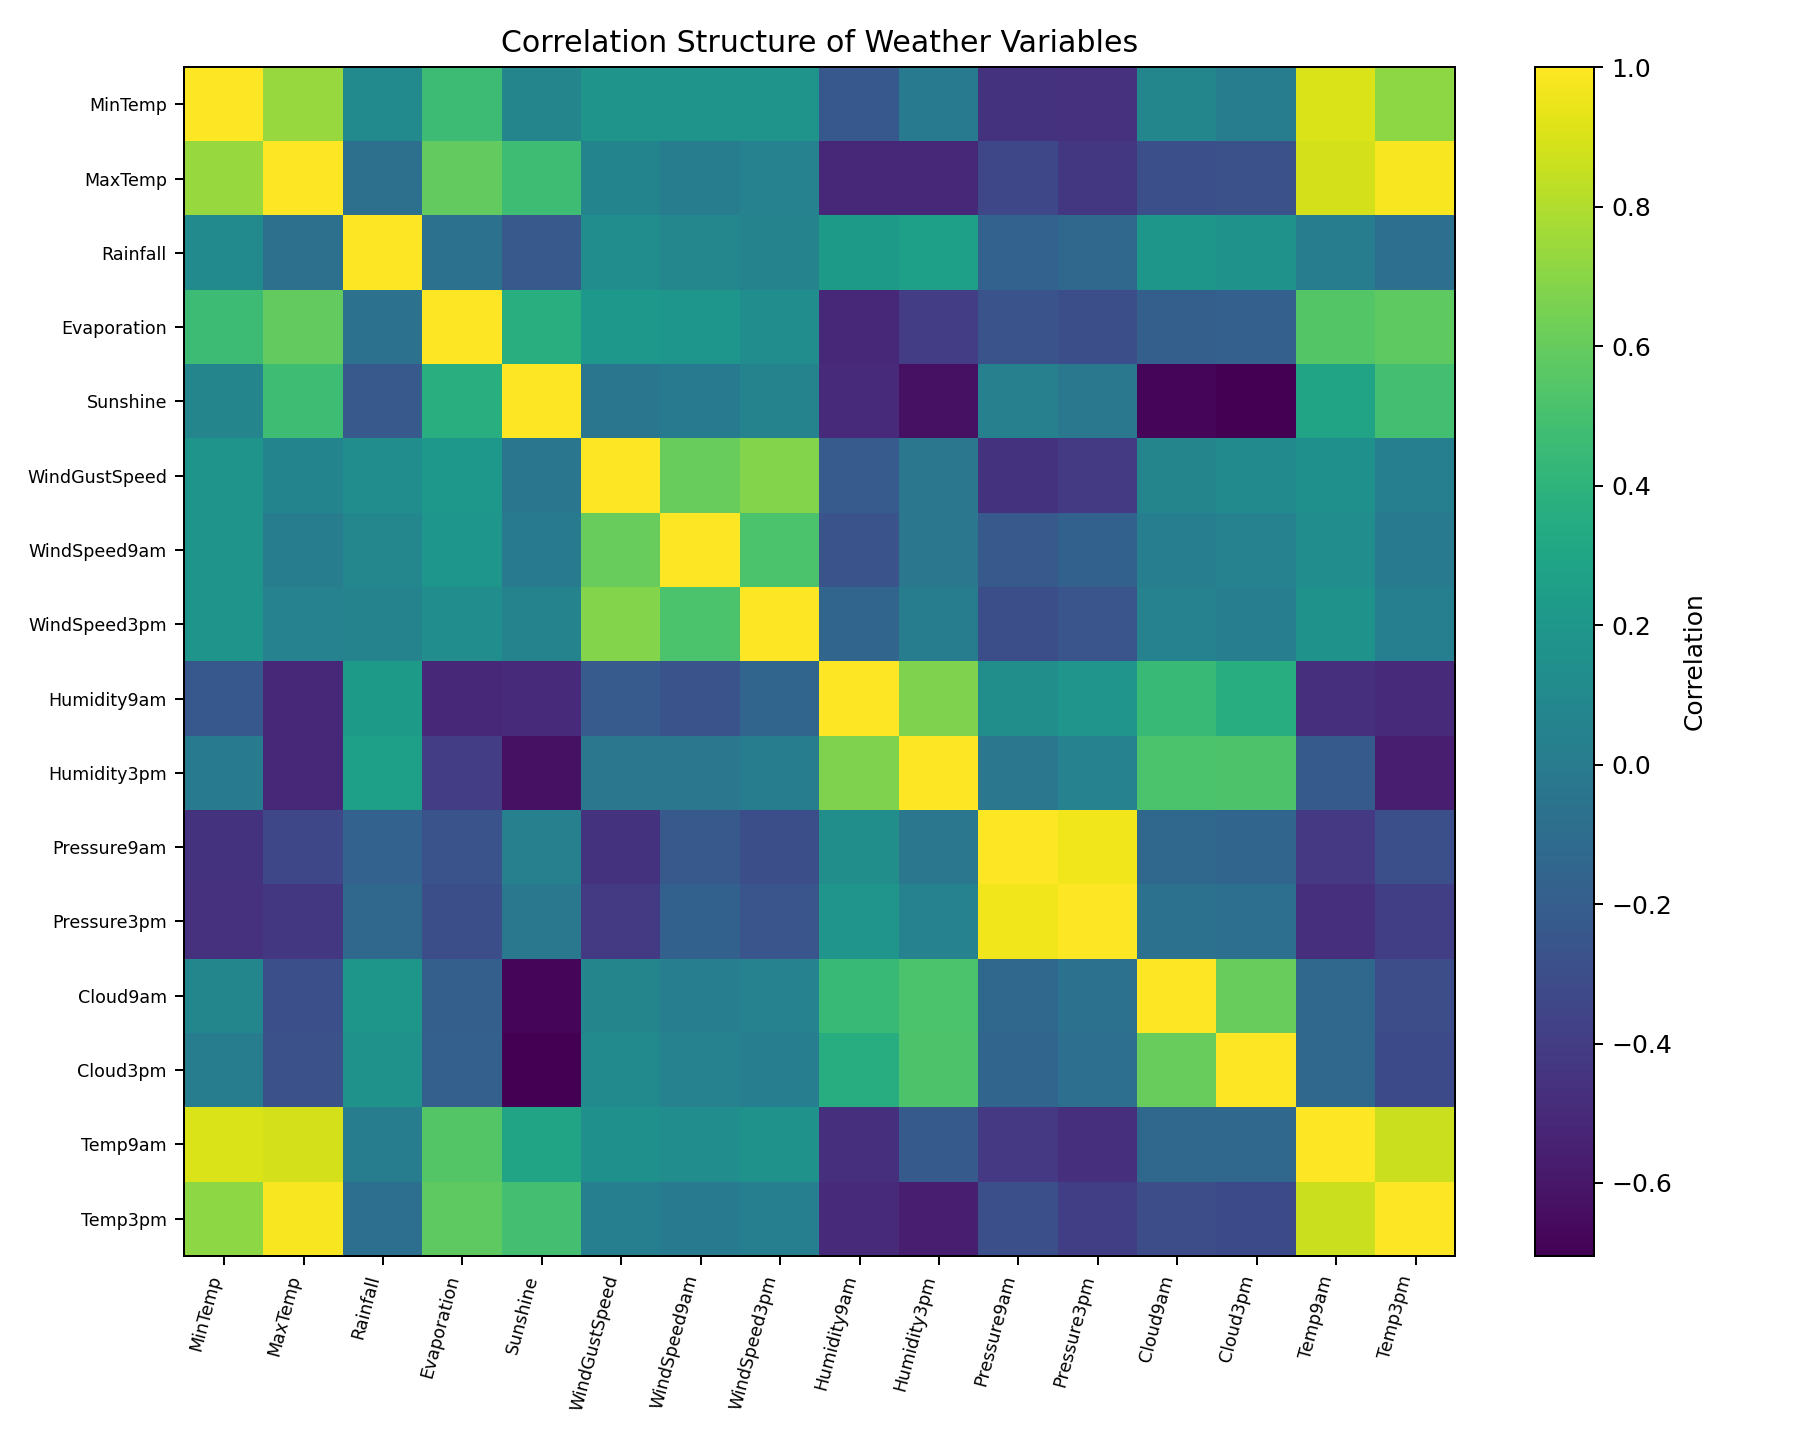 Correlation Structure of Weather Variables
MinTemp
MaxTemp
Rainfall
Evaporation
Sunshine
WindGustSpeed
WindSpeed9am
WindSpeed3pm
Humidity9am
Humidity3pm
Pressure9am
Pressure3pm
Cloud9am
Cloud3pm
Temp9am
Temp3pm
MinTemp
MaxTemp
Rainfall
Evaporation
Sunshine
WindGustSpeed
WindSpeed9am
WindSpeed3pm
Humidity9am
Humidity3pm
Pressure9am
Pressure3pm
Cloud9am
Cloud3pm
Temp9am
Temp3pm
1.0
0.8
0.6
0.4
0.2
0.0
−0.2
−0.4
−0.6
Correlation